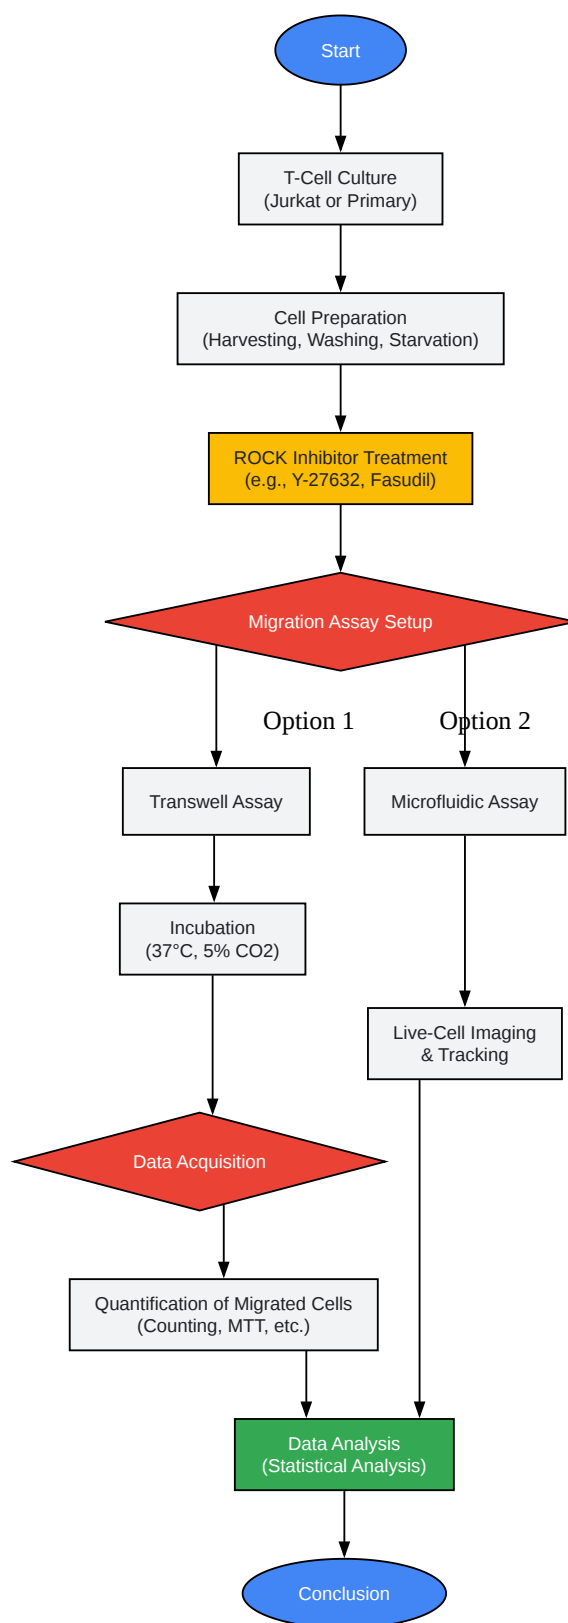 Start
T-Cell Culture
(Jurkat or Primary)
Cell Preparation
(Harvesting, Washing, Starvation)
ROCK Inhibitor Treatment
(e.g., Y-27632, Fasudil)
Migration Assay Setup
Option 1
Option 2
Transwell Assay
Microfluidic Assay
Incubation
(37°C, 5% CO2)
Live-Cell Imaging
& Tracking
Data Acquisition
Quantification of Migrated Cells
(Counting, MTT, etc.)
Data Analysis
(Statistical Analysis)
Conclusion